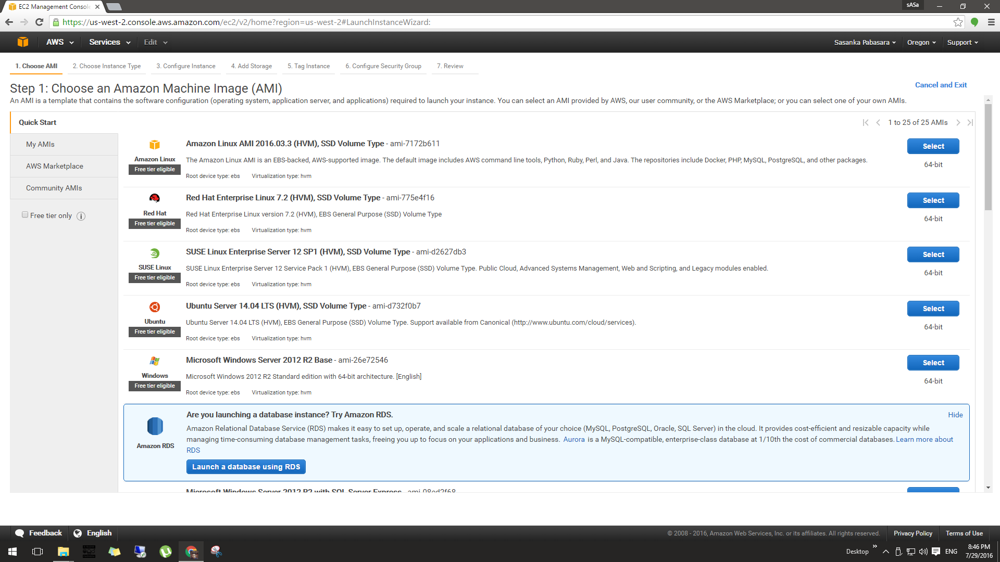 EC2 Management Console
sASa
https://us-west-2.console.aws.amazon.com/ec2/v2/home?region=us-west-2#LaunchInstanceWizard:
AWS Services Edit Sasanka Pabasara Oregon Support
1. Choose AMI 2. Choose Instance Type 3. Configure Instance 4. Add Storage 5. Tag Instance 6. Configure Security Group 7. Review
Step 1: Choose an Amazon Machine Image (AMI)
Cancel and Exit
An AMI is a template that contains the software configuration (operating system, application server, and applications) required to launch your instance. You can select an AMI provided by AWS, our user community, or the AWS Marketplace; or you can select one of your own AMIs.
Quick Start
1 to 25 of 25 AMIs
My AMIs
AWS Marketplace
Community AMIs
Free tier only
Amazon Linux
Free tier eligible
Amazon Linux AMI 2016.03.3 (HVM), SSD Volume Type - ami-7172b611
The Amazon Linux AMI is an EBS-backed, AWS-supported image. The default image includes AWS command line tools, Python, Ruby, Perl, and Java. The repositories include Docker, PHP, MySQL, PostgreSQL, and other packages.
Root device type: ebs Virtualization type: hvm
Select
64-bit
Red Hat
Free tier eligible
Red Hat Enterprise Linux 7.2 (HVM), SSD Volume Type - ami-775e4f16
Red Hat Enterprise Linux version 7.2 (HVM), EBS General Purpose (SSD) Volume Type
Root device type: ebs Virtualization type: hvm
Select
64-bit
SUSE Linux
Free tier eligible
SUSE Linux Enterprise Server 12 SP1 (HVM), SSD Volume Type - ami-d2627db3
SUSE Linux Enterprise Server 12 Service Pack 1 (HVM), EBS General Purpose (SSD) Volume Type. Public Cloud, Advanced Systems Management, Web and Scripting, and Legacy modules enabled.
Root device type: ebs Virtualization type: hvm
Select
64-bit
Ubuntu
Free tier eligible
Ubuntu Server 14.04 LTS (HVM), SSD Volume Type - ami-d732f0b7
Ubuntu Server 14.04 LTS (HVM), EBS General Purpose (SSD) Volume Type. Support available from Canonical (http://www.ubuntu.com/cloud/services).
Root device type: ebs Virtualization type: hvm
Select
64-bit
Windows
Free tier eligible
Microsoft Windows Server 2012 R2 Base - ami-26e72546
Microsoft Windows 2012 R2 Standard edition with 64-bit architecture. [English]
Root device type: ebs Virtualization type: hvm
Select
64-bit
Amazon RDS
Are you launching a database instance? Try Amazon RDS.
Hide
Amazon Relational Database Service (RDS) makes it easy to set up, operate, and scale a relational database of your choice (MySQL, PostgreSQL, Oracle, SQL Server) in the cloud. It provides cost-efficient and resizable capacity while
managing time-consuming database management tasks, freeing you up to focus on your applications and business. Aurora is a MySQL-compatible, enterprise-class database at 1/10th the cost of commercial databases. Learn more about
RDS
Launch a database using RDS
Microsoft Windows Server 2012 R2 with SQL Server Express - ami-08ed2f68
Feedback English © 2008 - 2016, Amazon Web Services, Inc. or its affiliates. All rights reserved. Privacy Policy Terms of Use
Desktop ENG 8:46 PM
7/29/2016